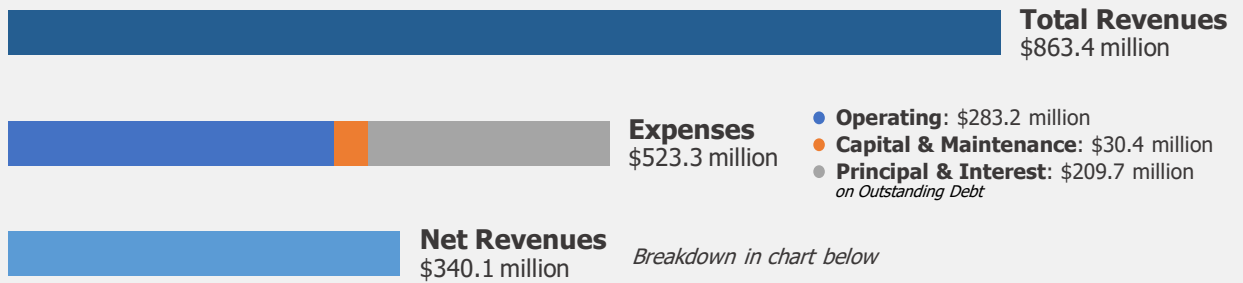 Total Revenues
$863.4 million
Expenses
$523.3 million
Operating: $283.2 million
Capital & Maintenance: $30.4 million
Principal & Interest: $209.7 million
on Outstanding Debt
Net Revenues
$340.1 million
Breakdown in chart below